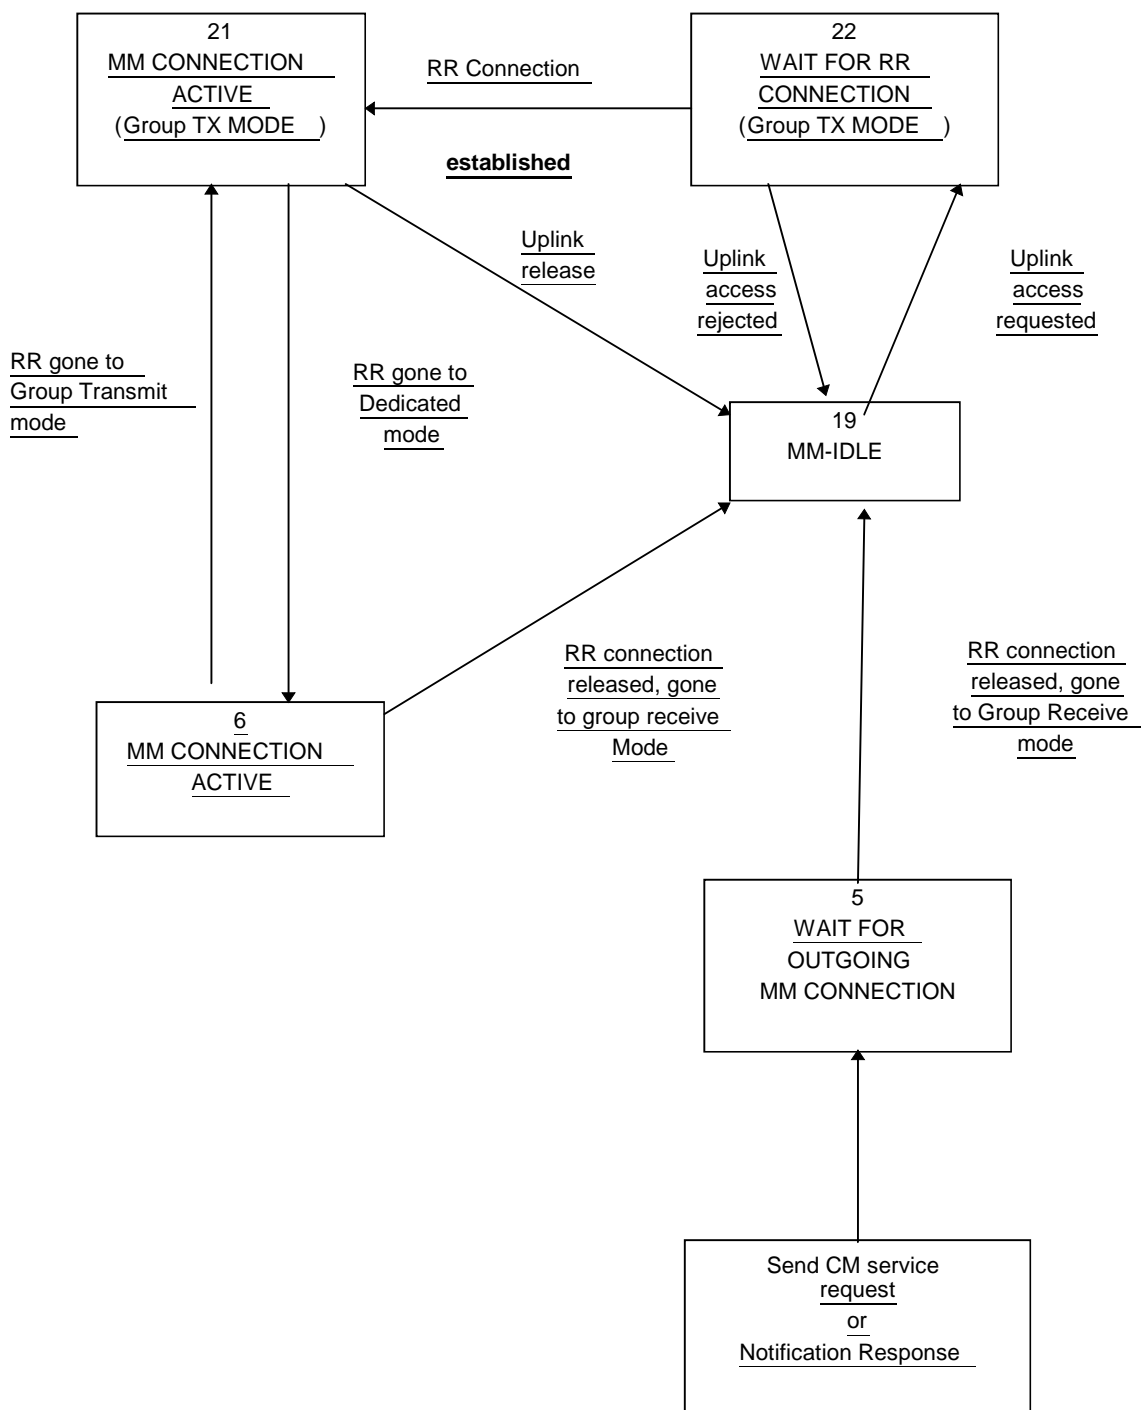 21
MM CONNECTION
ACTIVE
(Group TX MODE )
RR Connection
established
22
WAIT FOR RR
CONNECTION
(Group TX MODE )
Uplink
release
Uplink
access
rejected
Uplink
access
requested
RR gone to
Group Transmit
mode
RR gone to
Dedicated
mode
19
MM-IDLE
RR connection
released, gone
to group receive
Mode
RR connection
released, gone
to Group Receive
mode
6
MM CONNECTION
ACTIVE
5
WAIT FOR
OUTGOING
MM CONNECTION
Send CM service
request
or
Notification Response